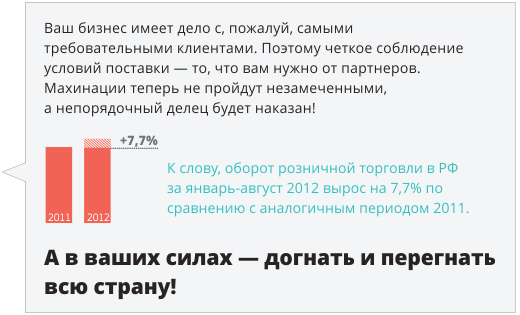 Ваш бизнес имеет дело с, пожалуй, самыми
требовательными клиентами. Поэтому четкое соблюдение
условий поставки — то, что вам нужно от партнеров.
Махинации теперь не пройдут незамеченными,
а непорядочный делец будет наказан!
+7,7%
2011
2012
К слову, оборот розничной торговли в РФ
за январь-август 2012 вырос на 7,7% по
сравнению с аналогичным периодом 2011.
А в ваших силах — догнать и перегнать
всю страну!